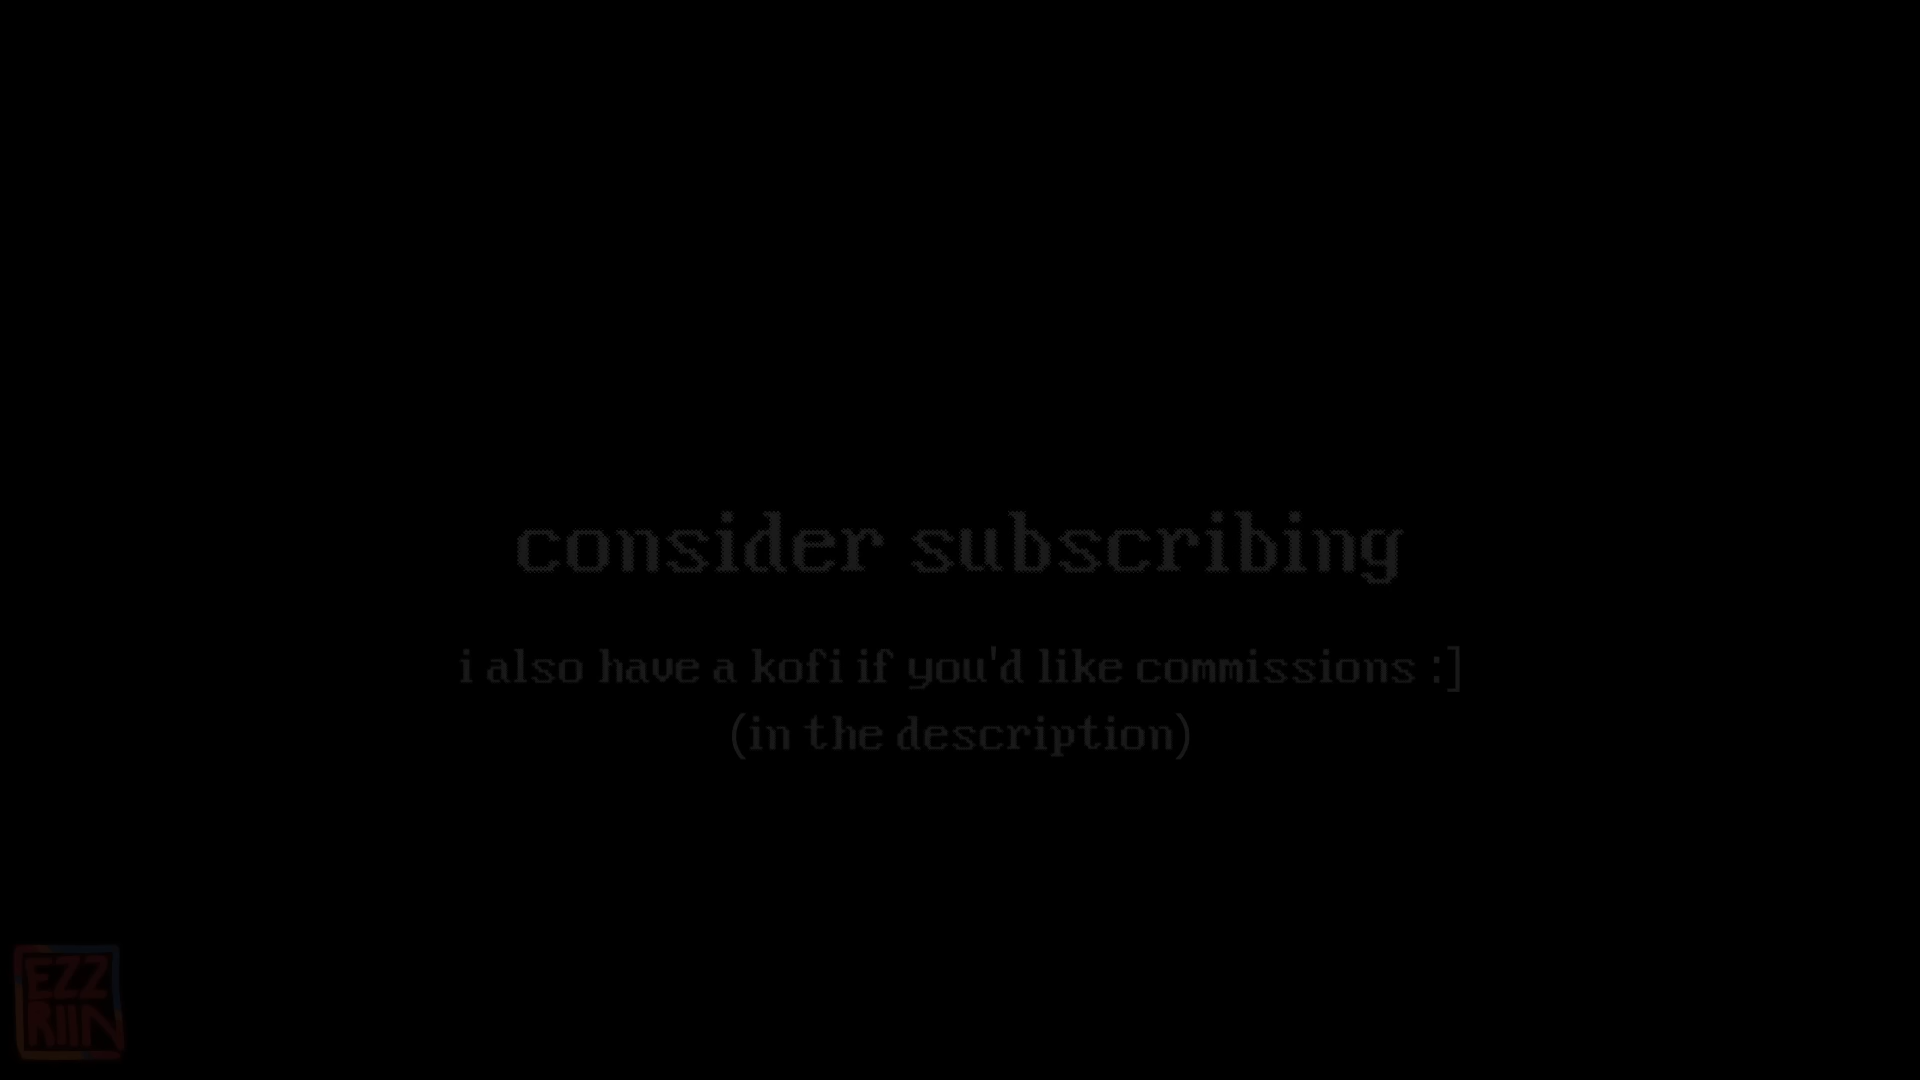 consider subscribing
i also have a kofi if you'd like commissions :]
(in the description)
EZZ
RIIN